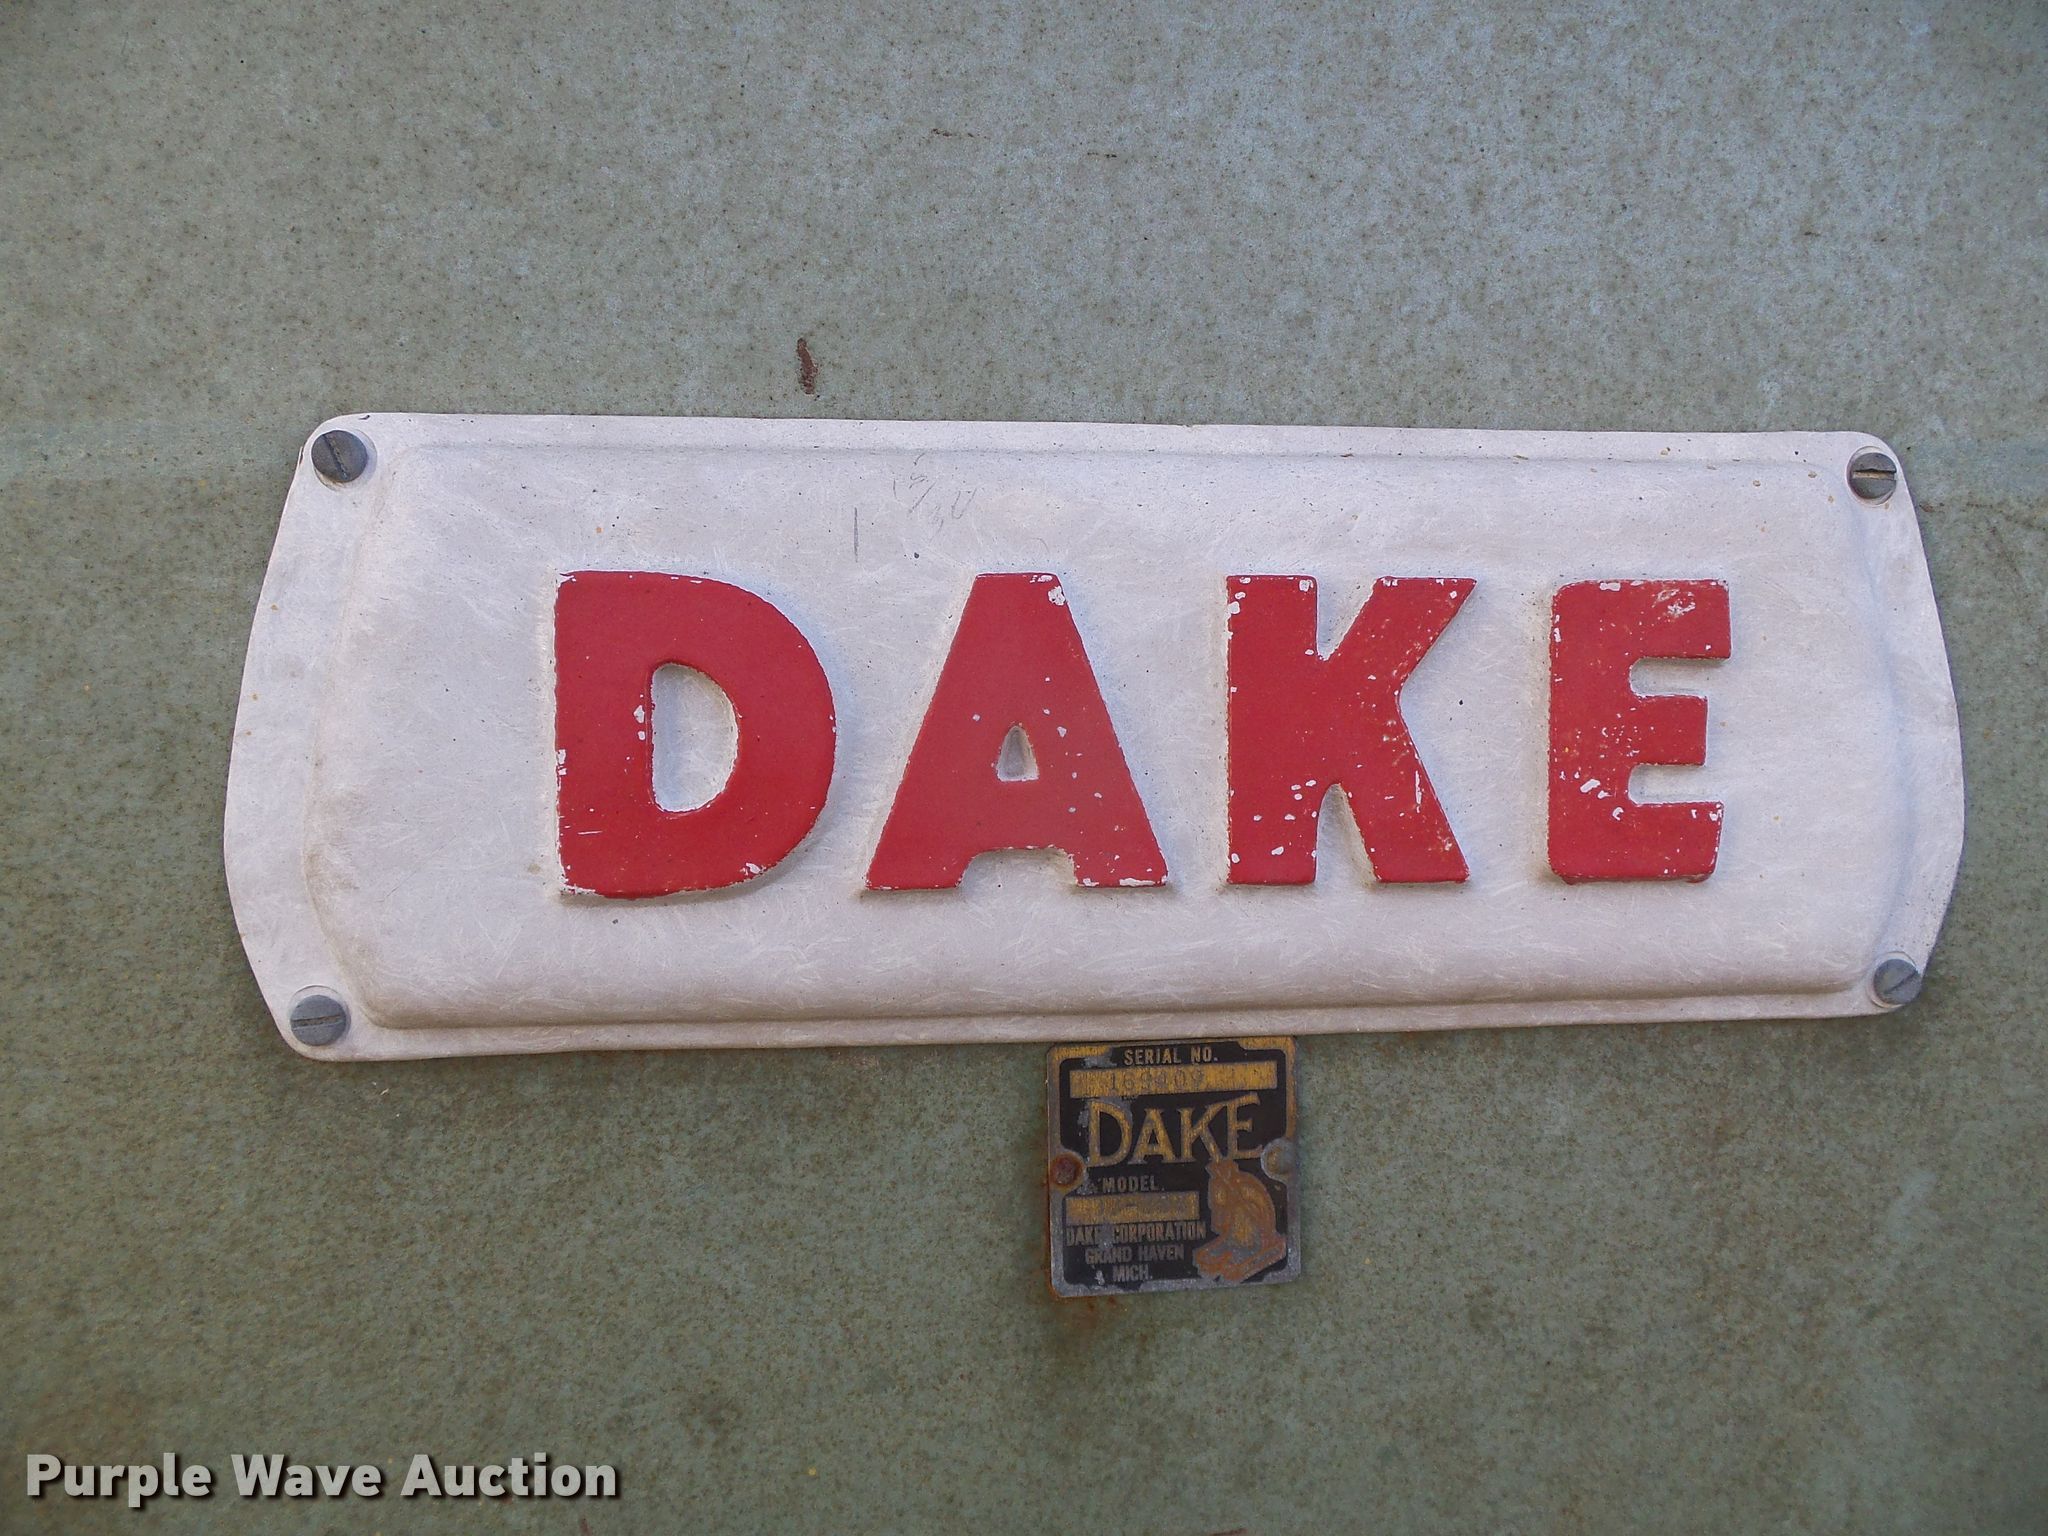 DAKE
SERIAL NO.
DAKE
MODEL
DAKE CORPORATION
GRAND HAVEN
MICH.
Purple Wave Auction